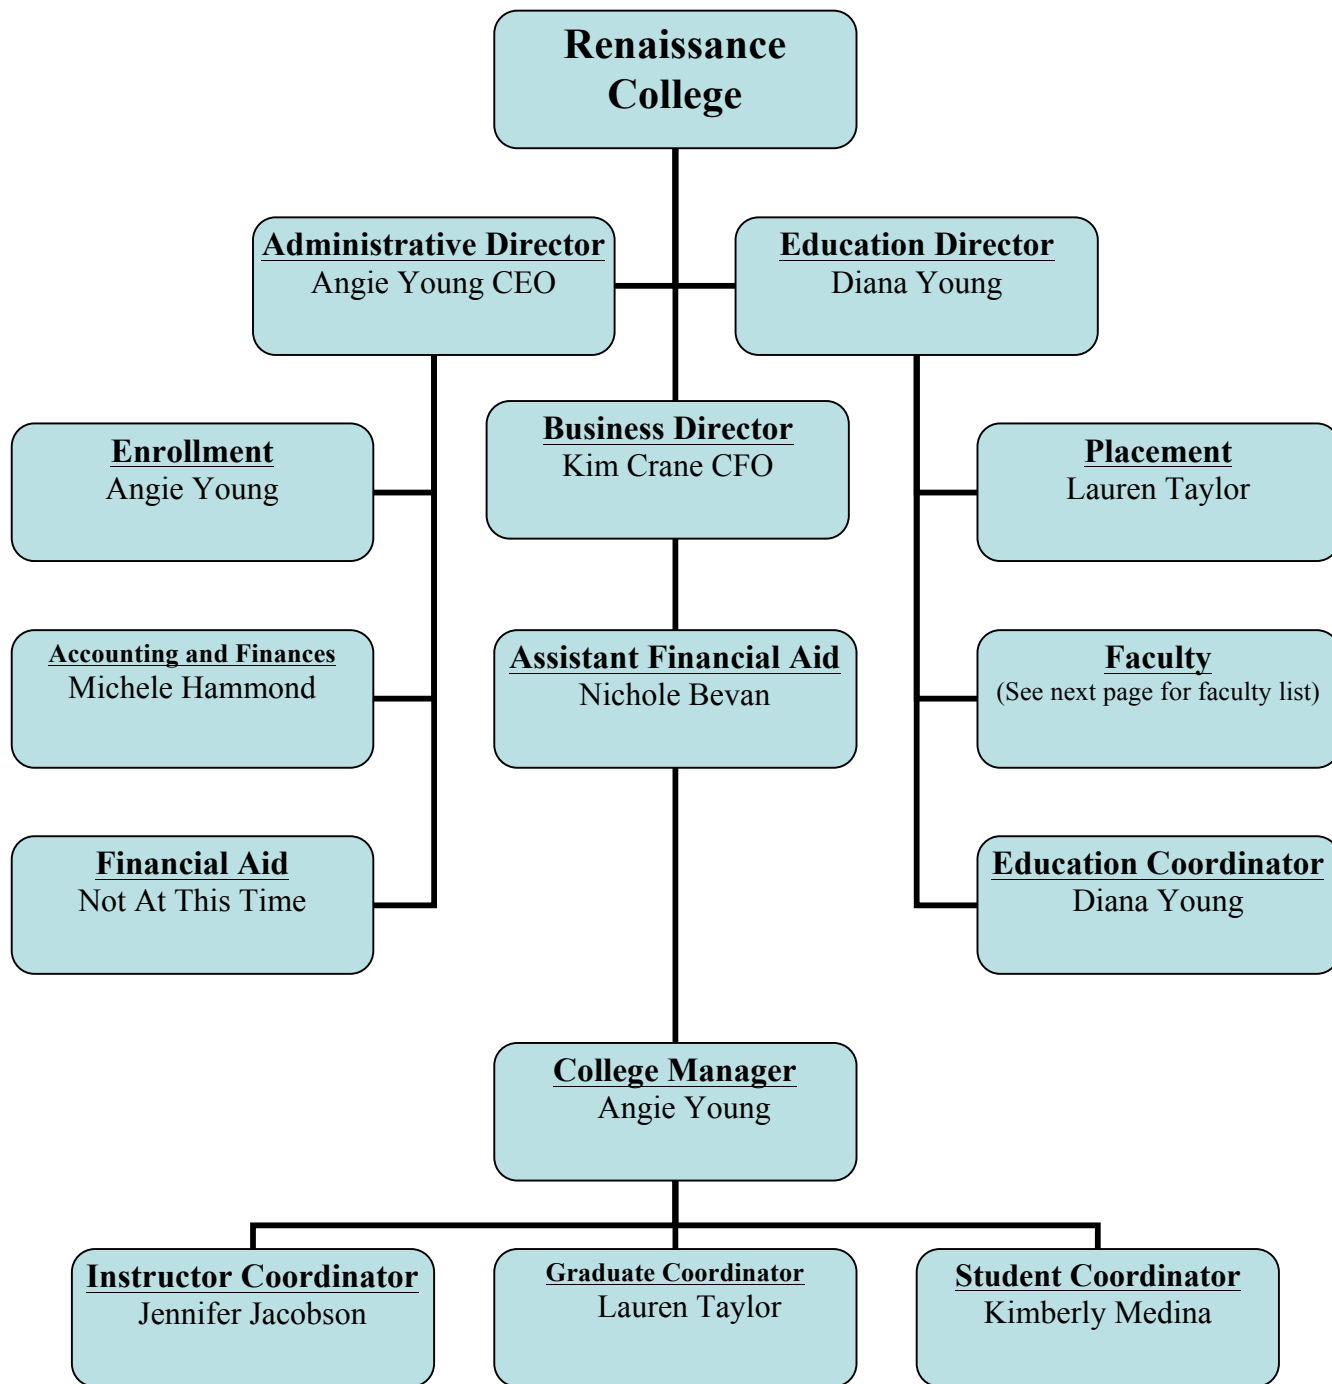 Renaissance
College
Administrative Director
Angie Young CEO
Education Director
Diana Young
Business Director
Kim Crane CFO
Enrollment
Angie Young
Placement
Lauren Taylor
Accounting and Finances
Michele Hammond
Assistant Financial Aid
Nichole Bevan
Faculty
(See next page for faculty list)
Financial Aid
Not At This Time
Education Coordinator
Diana Young
College Manager
Angie Young
Instructor Coordinator
Jennifer Jacobson
Graduate Coordinator
Lauren Taylor
Student Coordinator
Kimberly Medina